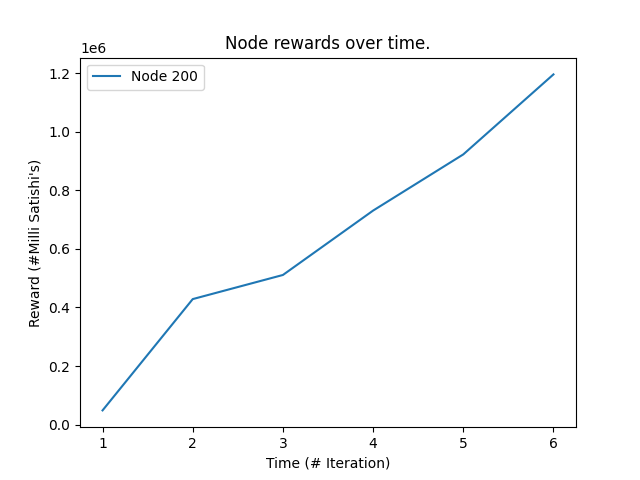 Node rewards over time.
1e6
Node 200
1.2
1.0
0.8
0.6
0.4
0.2
0.0
Reward (#Milli Satishi's)
1 2 3 4 5 6
Time (# Iteration)